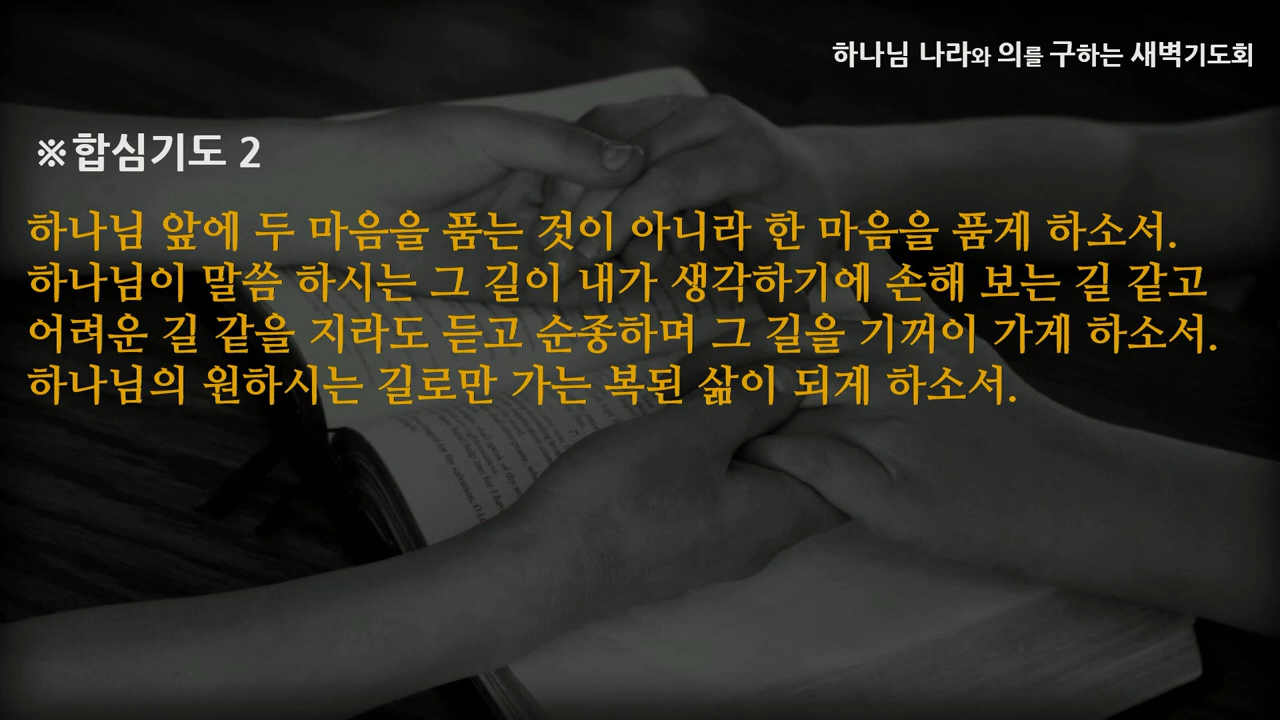 하나님 나라와 의를 구하는 새벽기도회
※합심기도 2
하나님 앞에 두 마음을 품는 것이 아니라 한 마음을 품게 하소서.
하나님이 말씀 하시는 그 길이 내가 생각하기에 손해 보는 길 같고
어려운 길 같을 지라도 듣고 순종하며 그 길을 기꺼이 가게 하소서.
하나님의 원하시는 길로만 가는 복된 삶이 되게 하소서.